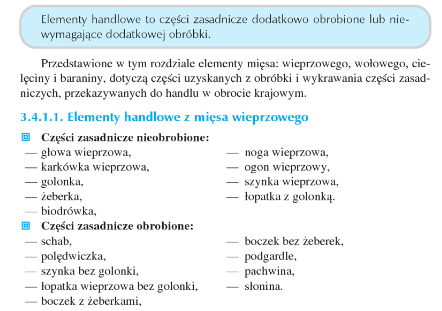 Elementy handlowe to części zasadnicze dodatkowo obrobione lub nie-
wymagające dodatkowej obróbki.
Przedstawione w tym rozdziale elementy mięsa: wieprzowego, wołowego, cie-
lęciny i baraniny, dotyczą części uzyskanych z obróbki i wykrawania części zasad-
niczych, przekazywanych do handlu w obrocie krajowym.
3.4.1.1. Elementy handlowe z mięsa wieprzowego
Części zasadnicze nieobrobione:
— głowa wieprzowa,
— karkówka wieprzowa,
— golonka,
— żeberka,
— biodrówka,
— noga wieprzowa,
— ogon wieprzowy,
— szynka wieprzowa,
— łopatka z golonką.
Części zasadnicze obrobione:
— schab,
— polędwiczka,
— szynka bez golonki,
— łopatka wieprzowa bez golonki,
— boczek z żeberkami,
— boczek bez żeberek,
— podgardle,
— pachwina,
— słonina.